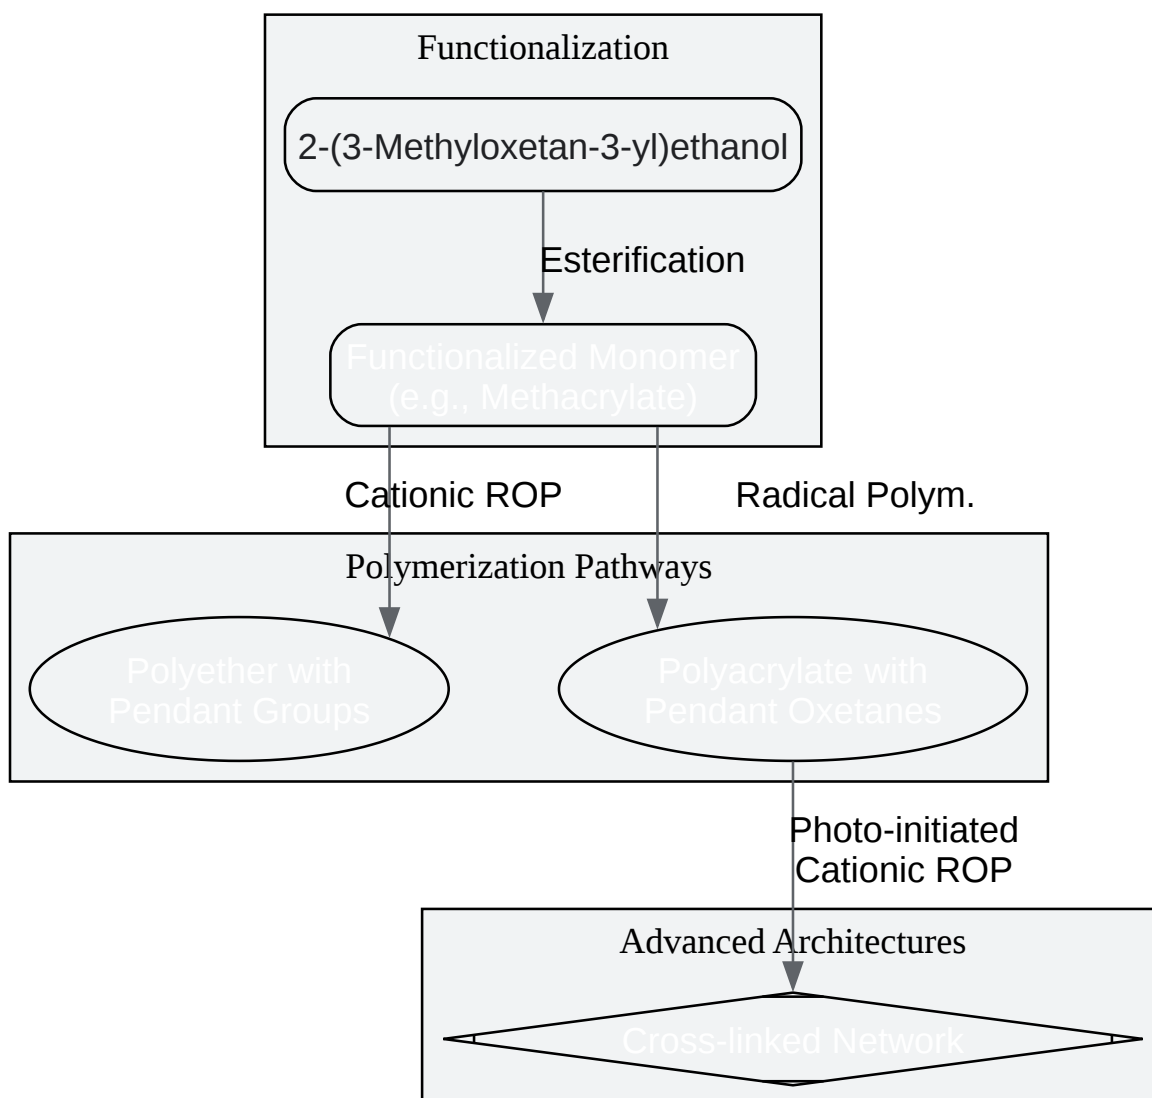 Functionalization
2-(3-Methyloxetan-3-yl)ethanol
Esterification
Functionalized Monomer
(e.g., Methacrylate)
Cationic ROP
Radical Polym.
Polymerization Pathways
Polyether with
Pendant Groups
Polyacrylate with
Pendant Oxetanes
Photo-initiated
Cationic ROP
Advanced Architectures
Cross-linked Network